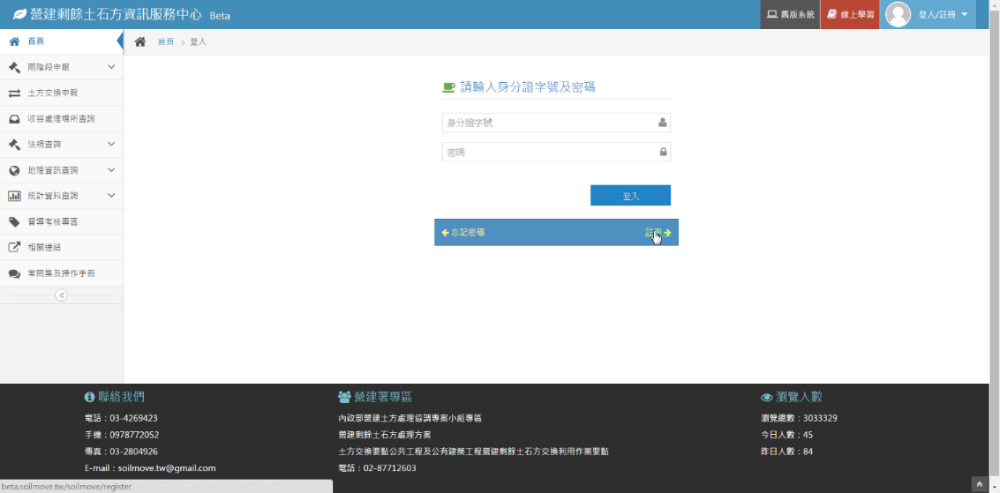 營建剩餘土石方資訊服務中心 Beta
舊版系統
線上學習
登入/註冊
首頁
首頁 > 登入
兩階段申報
土方交換申報
收容處理場所查詢
法規查詢
地理資訊查詢
統計資料查詢
督導考核專區
相關連結
常問集及操作手冊
請輸入身分證字號及密碼
身分證字號
密碼
登入
忘記密碼
註冊
聯絡我們
電話：03-4269423
手機：0978772052
傳真：03-2804926
E-mail：soilmove.tw@gmail.com
營建署專區
內政部營建土方處理協調專案小組專區
營建剩餘土石方處理方案
土方交換要點公共工程及公有建築工程營建剩餘土石方交換利用作業要點
電話：02-87712603
瀏覽人數
瀏覽總數：3033329
今日人數：45
昨日人數：84
beta.soilmove.tw/soilmove/register